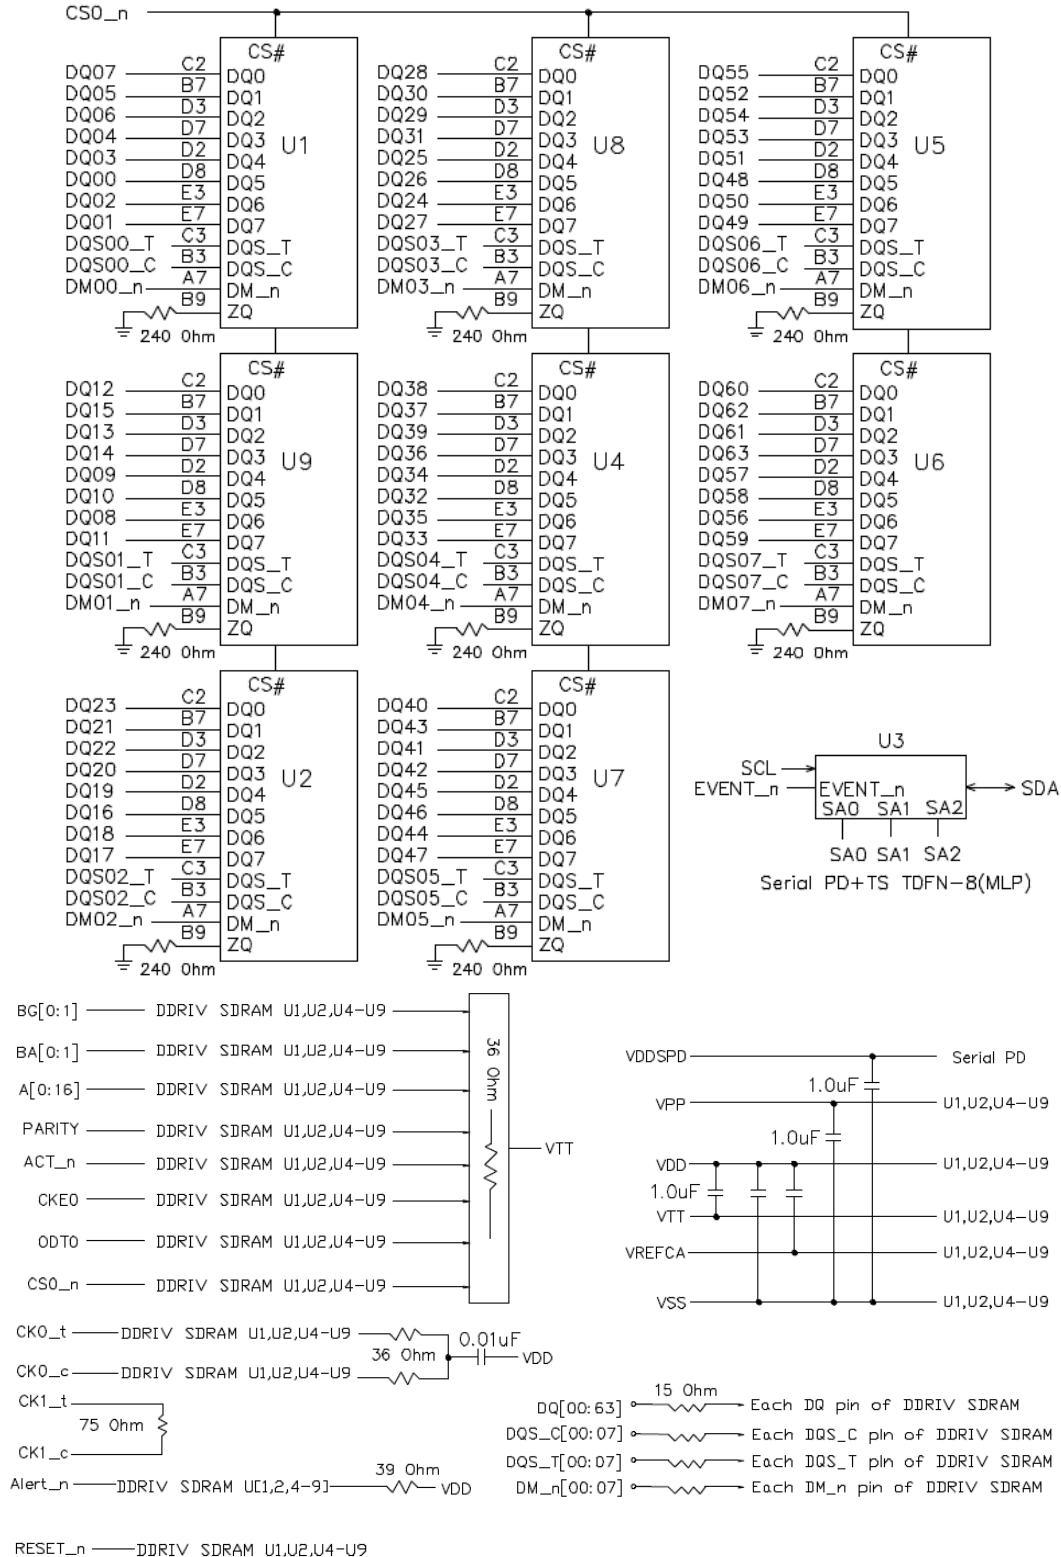 CS0_n
CS#
DQ07 C2 DQ0
DQ05 B7 DQ1
DQ06 D3 DQ2
DQ04 D7 DQ3
DQ03 D2 DQ4
DQ00 D8 DQ5
DQ02 E3 DQ6
DQ01 E7 DQ7
DQS00_T C3 DQS_T
DQS00_C B3 DQS_C
DM00_n A7 DM_n
B9 ZQ
240 Ohm
U1
CS#
DQ28 C2 DQ0
DQ30 B7 DQ1
DQ29 D3 DQ2
DQ31 D7 DQ3
DQ25 D2 DQ4
DQ26 D8 DQ5
DQ24 E3 DQ6
DQ27 E7 DQ7
DQS03_T C3 DQS_T
DQS03_C B3 DQS_C
DM03_n A7 DM_n
B9 ZQ
240 Ohm
U8
CS#
DQ55 C2 DQ0
DQ52 B7 DQ1
DQ54 D3 DQ2
DQ53 D7 DQ3
DQ51 D2 DQ4
DQ48 D8 DQ5
DQ50 E3 DQ6
DQ49 E7 DQ7
DQS06_T C3 DQS_T
DQS06_C B3 DQS_C
DM06_n A7 DM_n
B9 ZQ
240 Ohm
U5
CS#
DQ12 C2 DQ0
DQ15 B7 DQ1
DQ13 D3 DQ2
DQ14 D7 DQ3
DQ09 D2 DQ4
DQ10 D8 DQ5
DQ08 E3 DQ6
DQ11 E7 DQ7
DQS01_T C3 DQS_T
DQS01_C B3 DQS_C
DM01_n A7 DM_n
B9 ZQ
240 Ohm
U9
CS#
DQ38 C2 DQ0
DQ37 B7 DQ1
DQ39 D3 DQ2
DQ36 D7 DQ3
DQ34 D2 DQ4
DQ32 D8 DQ5
DQ35 E3 DQ6
DQ33 E7 DQ7
DQS04_T C3 DQS_T
DQS04_C B3 DQS_C
DM04_n A7 DM_n
B9 ZQ
240 Ohm
U4
CS#
DQ60 C2 DQ0
DQ62 B7 DQ1
DQ61 D3 DQ2
DQ63 D7 DQ3
DQ57 D2 DQ4
DQ58 D8 DQ5
DQ56 E3 DQ6
DQ59 E7 DQ7
DQS07_T C3 DQS_T
DQS07_C B3 DQS_C
DM07_n A7 DM_n
B9 ZQ
240 Ohm
U6
CS#
DQ23 C2 DQ0
DQ21 B7 DQ1
DQ22 D3 DQ2
DQ20 D7 DQ3
DQ19 D2 DQ4
DQ16 D8 DQ5
DQ18 E3 DQ6
DQ17 E7 DQ7
DQS02_T C3 DQS_T
DQS02_C B3 DQS_C
DM02_n A7 DM_n
B9 ZQ
240 Ohm
U2
CS#
DQ40 C2 DQ0
DQ43 B7 DQ1
DQ41 D3 DQ2
DQ42 D7 DQ3
DQ45 D2 DQ4
DQ46 D8 DQ5
DQ44 E3 DQ6
DQ47 E7 DQ7
DQS05_T C3 DQS_T
DQS05_C B3 DQS_C
DM05_n A7 DM_n
B9 ZQ
240 Ohm
U7
U3
SCL
EVENT_n EVENT_n SDA
SA0 SA1 SA2
SA0 SA1 SA2
Serial PD+TS TDFN-8(MLP)
BG[0:1] DDRIV SDRAM U1,U2,U4-U9
BA[0:1] DDRIV SDRAM U1,U2,U4-U9
A[0:16] DDRIV SDRAM U1,U2,U4-U9
PARITY DDRIV SDRAM U1,U2,U4-U9
ACT_n DDRIV SDRAM U1,U2,U4-U9
CKE0 DDRIV SDRAM U1,U2,U4-U9
ODT0 DDRIV SDRAM U1,U2,U4-U9
CS0_n DDRIV SDRAM U1,U2,U4-U9
36 Ohm
VTT
VDDSPD Serial PD
1.0uF
VPP U1,U2,U4-U9
1.0uF
VDD U1,U2,U4-U9
1.0uF
VTT U1,U2,U4-U9
VREFCA U1,U2,U4-U9
VSS U1,U2,U4-U9
CK0_t DDRIV SDRAM U1,U2,U4-U9
36 Ohm 0.01uF VDD
CK0_c DDRIV SDRAM U1,U2,U4-U9
CK1_t
75 Ohm
CK1_c
Alert_n DDRIV SDRAM U[1,2,4-9] 39 Ohm VDD
RESET_n DDRIV SDRAM U1,U2,U4-U9
15 Ohm
DQ[00:63] Each DQ pin of DDRIV SDRAM
DQS_C[00:07] Each DQS_C pin of DDRIV SDRAM
DQS_T[00:07] Each DQS_T pin of DDRIV SDRAM
DM_n[00:07] Each DM_n pin of DDRIV SDRAM